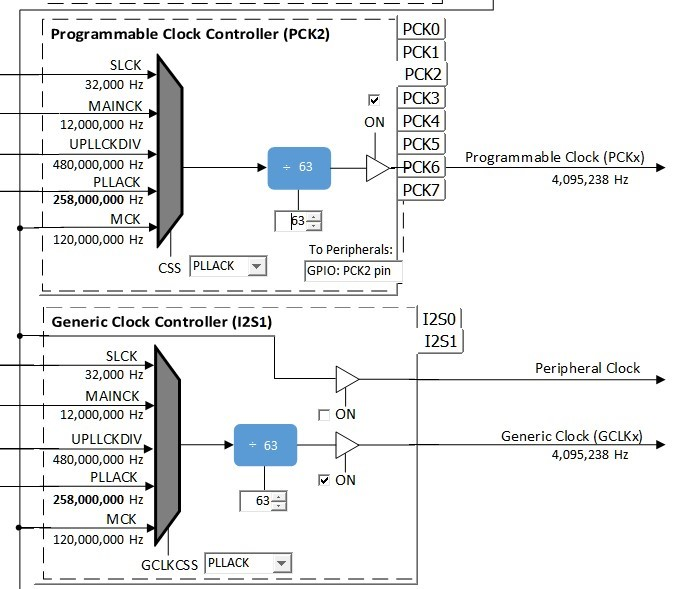 Programmable Clock Controller (PCK2)
PCK0
PCK1
PCK2
PCK3
PCK4
PCK5
PCK6
PCK7
SLCK
32,000 Hz
MAINCK
12,000,000 Hz
UPLLCKDIV
480,000,000 Hz
PLLACK
258,000,000 Hz
MCK
120,000,000 Hz
CSS PLLACK
÷ 63
63
ON
Programmable Clock (PCKx)
4,095,238 Hz
To Peripherals:
GPIO: PCK2 pin
Generic Clock Controller (I2S1)
I2S0
I2S1
SLCK
32,000 Hz
MAINCK
12,000,000 Hz
UPLLCKDIV
480,000,000 Hz
PLLACK
258,000,000 Hz
MCK
120,000,000 Hz
GCLKCSS PLLACK
÷ 63
63
ON
Peripheral Clock
ON
Generic Clock (GCLKx)
4,095,238 Hz